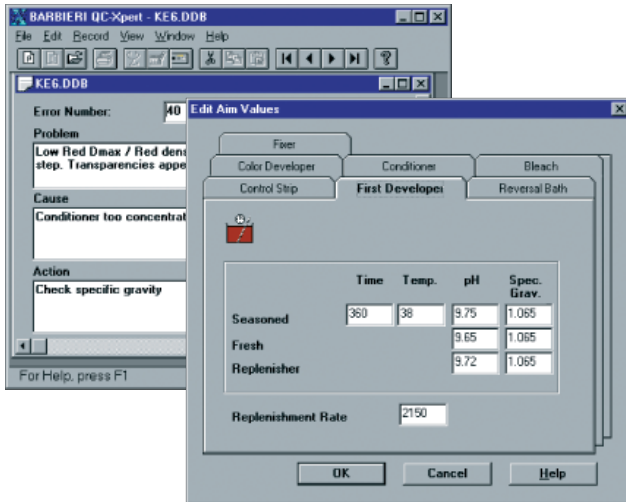 BARBIERI QC-Xpert - KE6.DDB
File Edit Record View Window Help
KE6.DDB
Error Number: 40
Problem
Low Red Dmax / Red dens
step. Transparencies appe
Cause
Conditioner too concentrat
Action
Check specific gravity
For Help, press F1
Edit Aim Values
Fixer
Color Developer Conditioner Bleach
Control Strip First Developer Reversal Bath
Time Temp. pH Spec.
Grav.
Seasoned 360 38 9.75 1.065
Fresh 9.65 1.065
Replenisher 9.72 1.065
Replenishment Rate 2150
OK Cancel Help